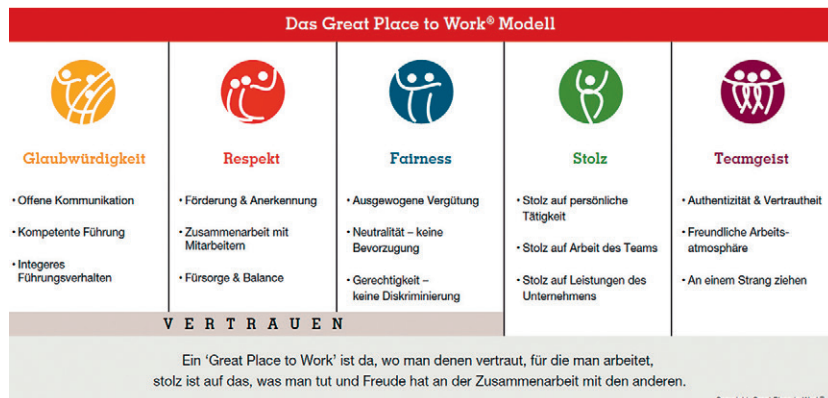 Das Great Place to Work® Modell
Glaubwürdigkeit
• Offene Kommunikation
• Kompetente Führung
• Integeres
Führungsverhalten
Respekt
• Förderung & Anerkennung
• Zusammenarbeit mit
Mitarbeitern
• Fürsorge & Balance
Fairness
• Ausgewogene Vergütung
• Neutralität – keine
Bevorzugung
• Gerechtigkeit –
keine Diskriminierung
Stolz
• Stolz auf persönliche
Tätigkeit
• Stolz auf Arbeit des Teams
• Stolz auf Leistungen des
Unternehmens
Teamgeist
• Authentizität & Vertrautheit
• Freundliche Arbeits-
atmosphäre
• An einem Strang ziehen
VERTRAUEN
Ein ‘Great Place to Work’ ist da, wo man denen vertraut, für die man arbeitet,
stolz ist auf das, was man tut und Freude hat an der Zusammenarbeit mit den anderen.